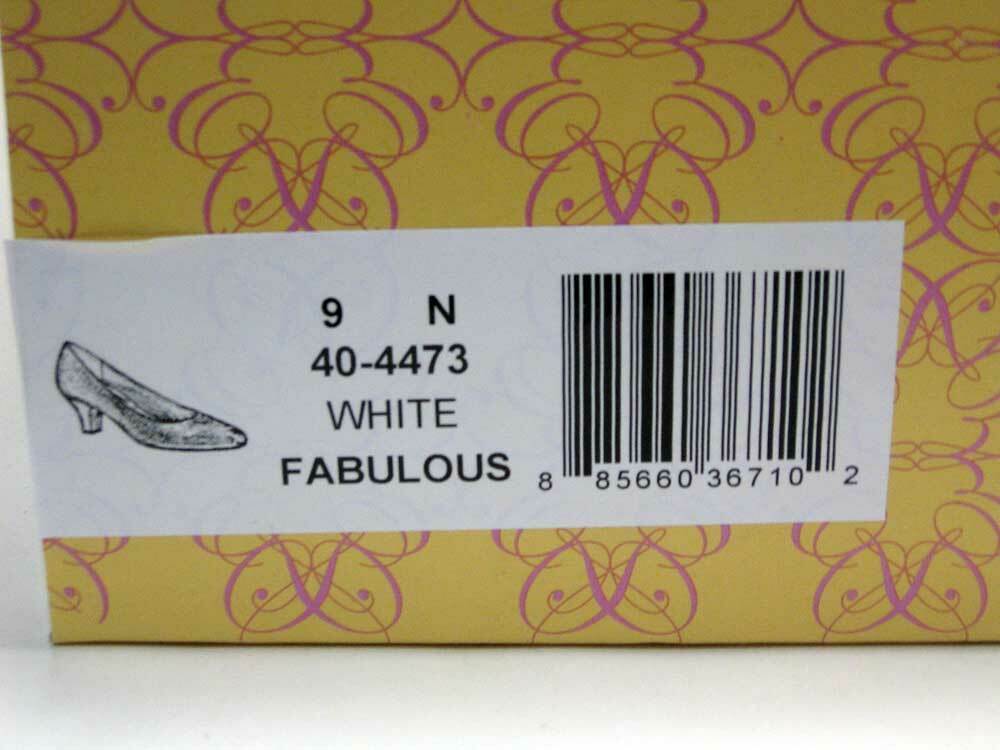 9 N
40-4473
WHITE
FABULOUS
8 85660 36710 2